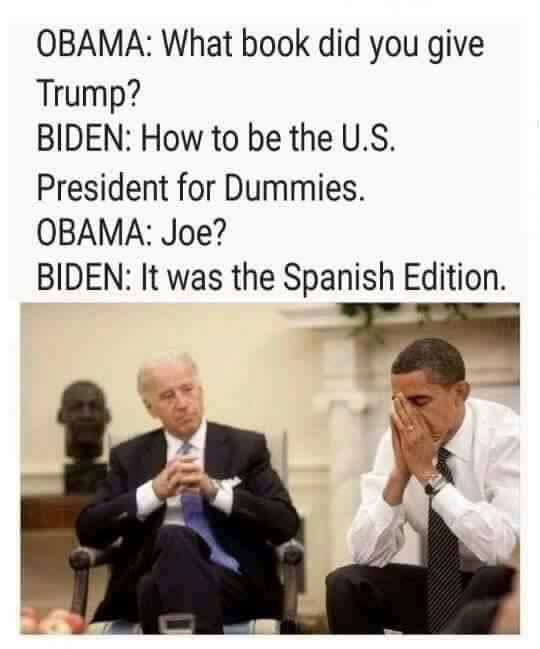 OBAMA: What book did you give
Trump?
BIDEN: How to be the U.S.
President for Dummies.
OBAMA: Joe?
BIDEN: It was the Spanish Edition.